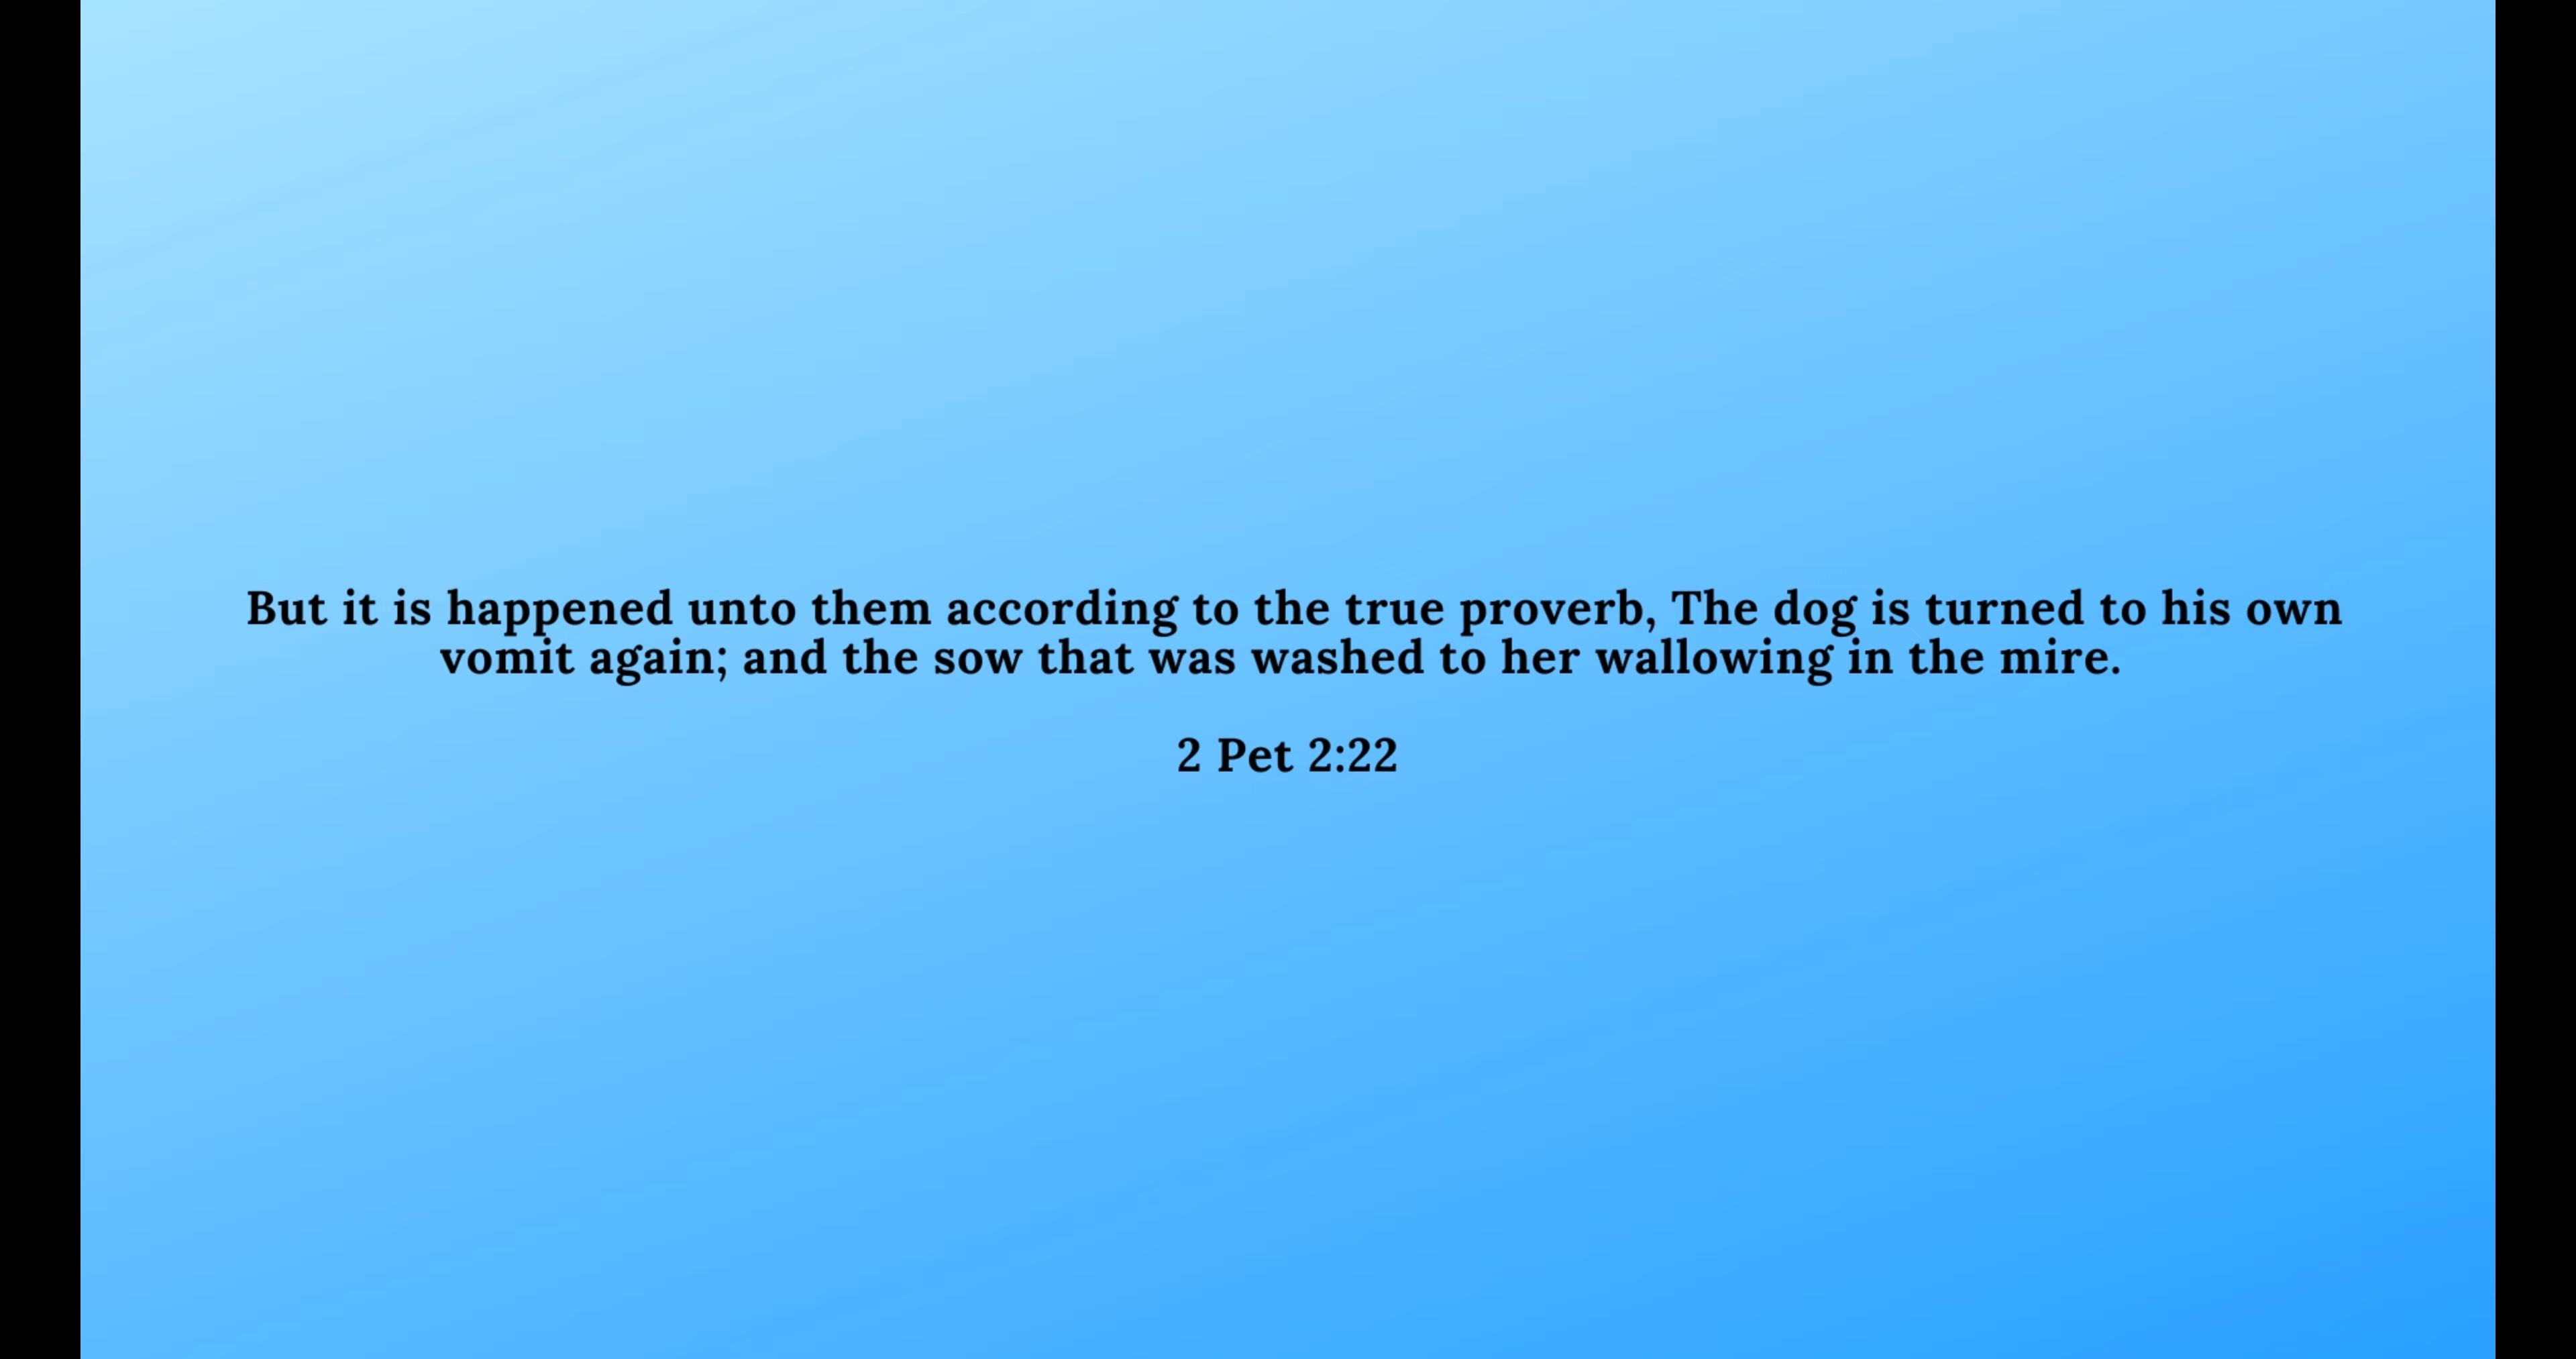 But it is happened unto them according to the true proverb, The dog is turned to his own
vomit again; and the sow that was washed to her wallowing in the mire.
2 Pet 2:22